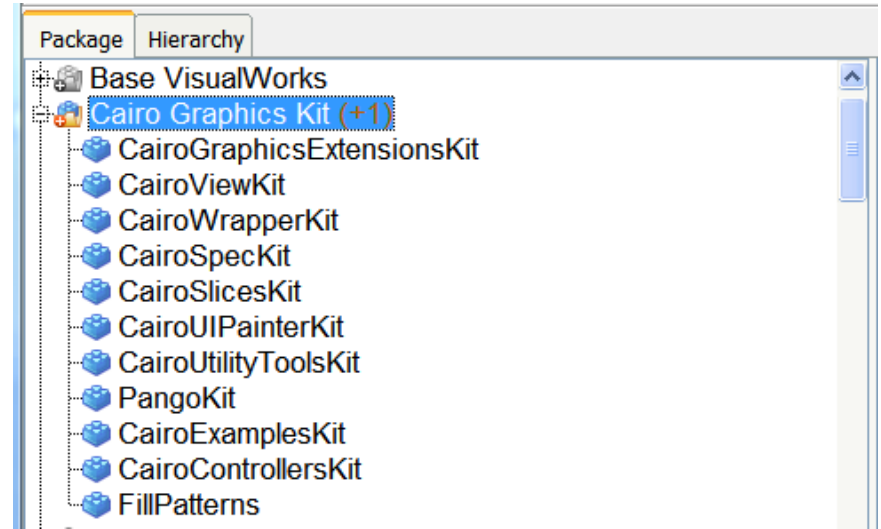 Package Hierarchy
Base VisualWorks
Cairo Graphics Kit (+1)
CairoGraphicsExtensionsKit
CairoViewKit
CairoWrapperKit
CairoSpecKit
CairoSlicesKit
CairoUIPainterKit
CairoUtilityToolsKit
PangoKit
CairoExamplesKit
CairoControllersKit
FillPatterns